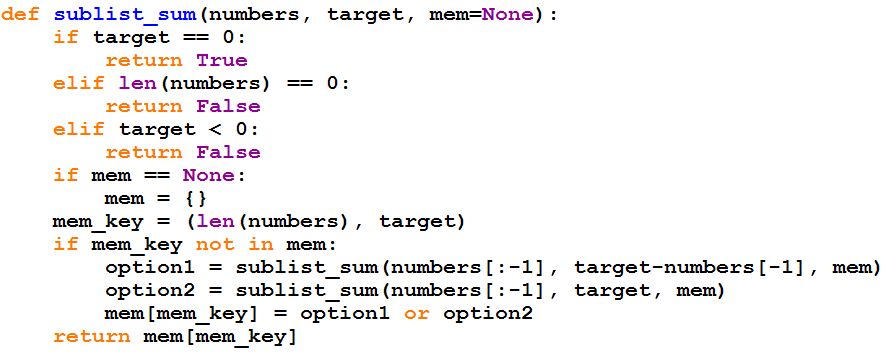 def sublist_sum(numbers, target, mem=None):
    if target == 0:
        return True
    elif len(numbers) == 0:
        return False
    elif target < 0:
        return False
    if mem == None:
        mem = {}
    mem_key = (len(numbers), target)
    if mem_key not in mem:
        option1 = sublist_sum(numbers[:-1], target-numbers[-1], mem)
        option2 = sublist_sum(numbers[:-1], target, mem)
        mem[mem_key] = option1 or option2
    return mem[mem_key]